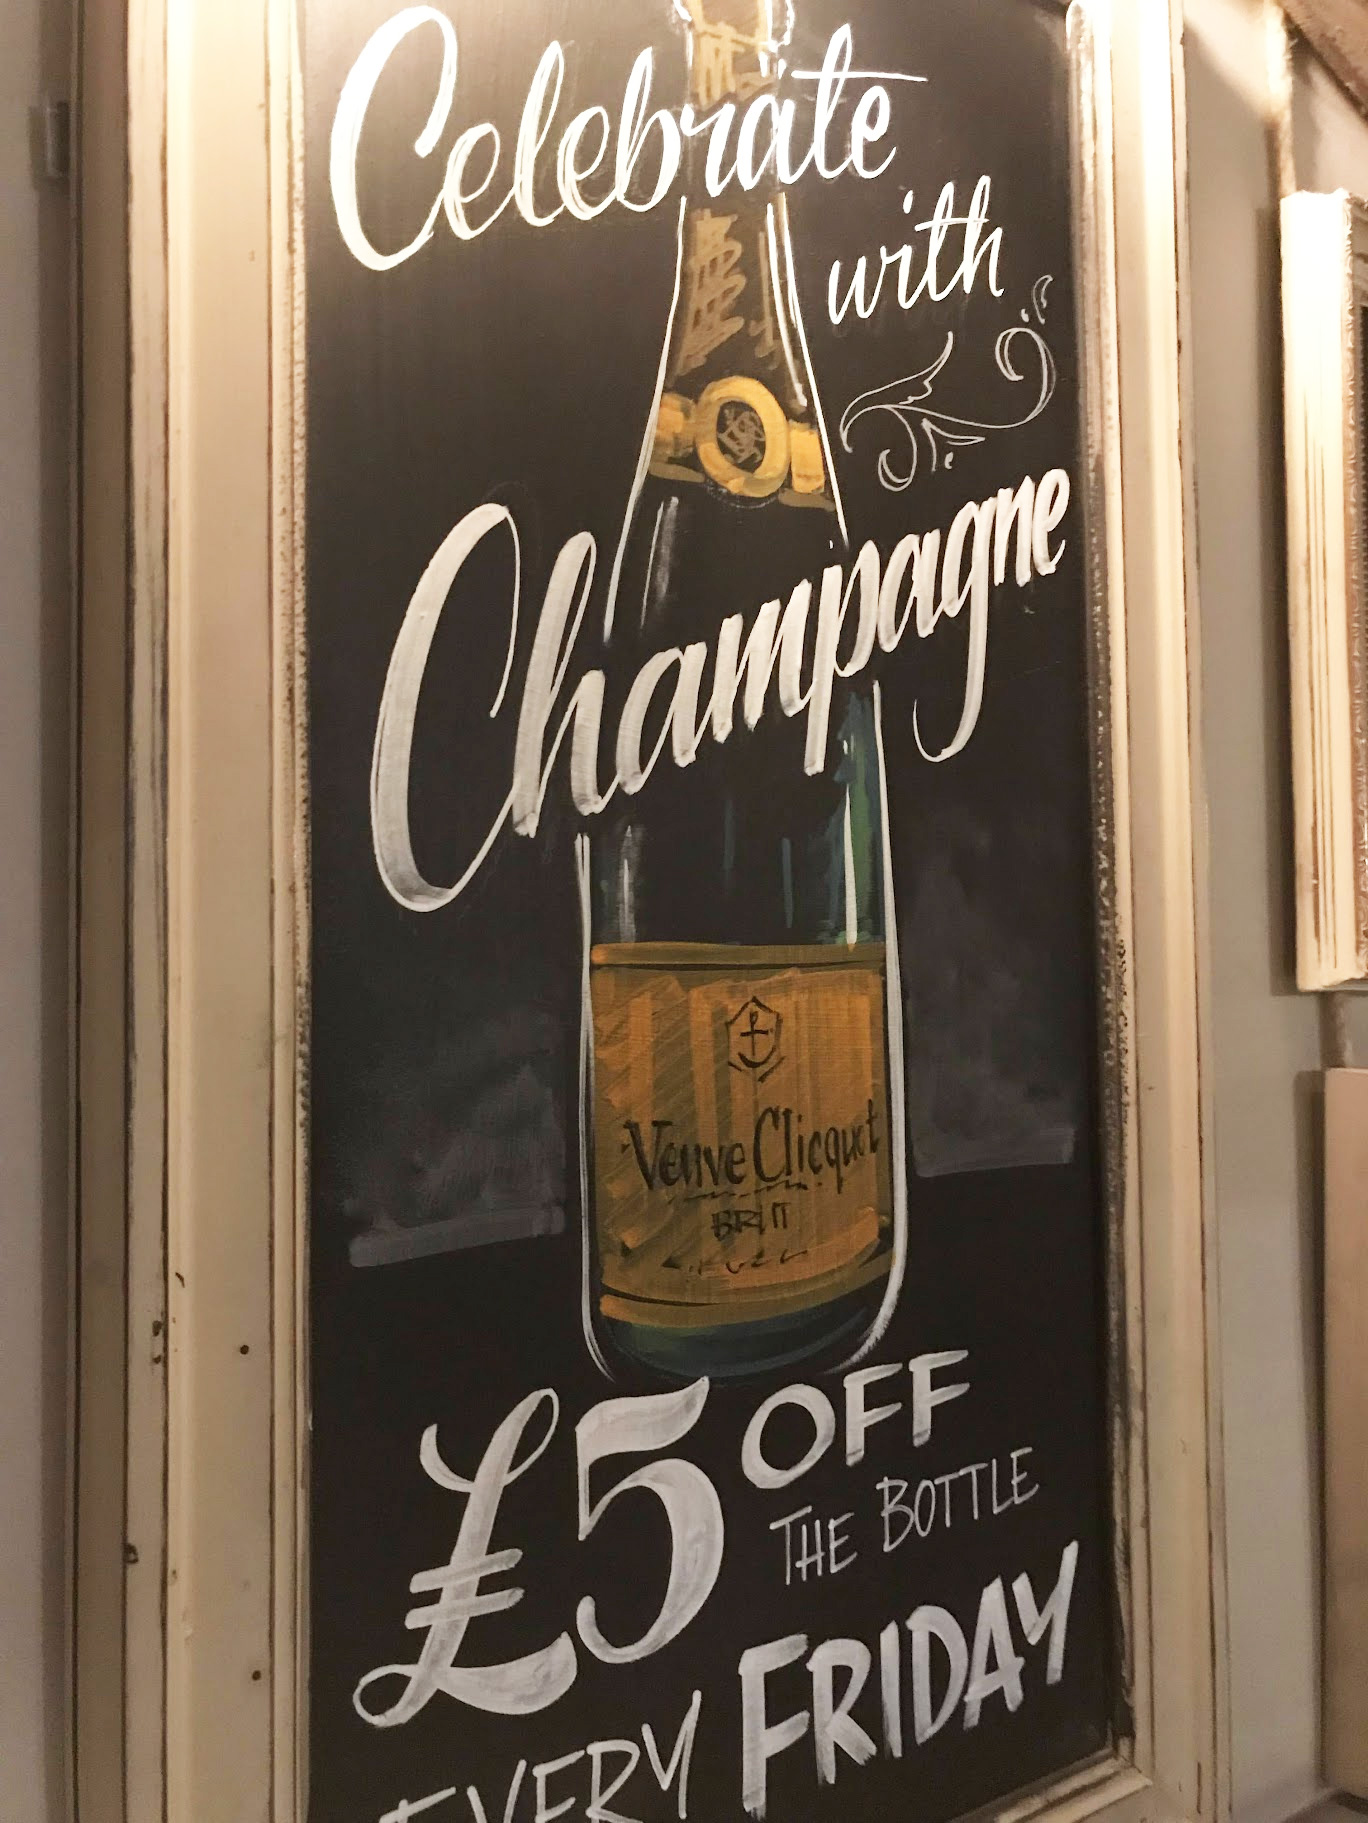 Celebrate
with
Champagne
Veuve Clicquot
BRUT
£5 OFF
THE BOTTLE
EVERY FRIDAY